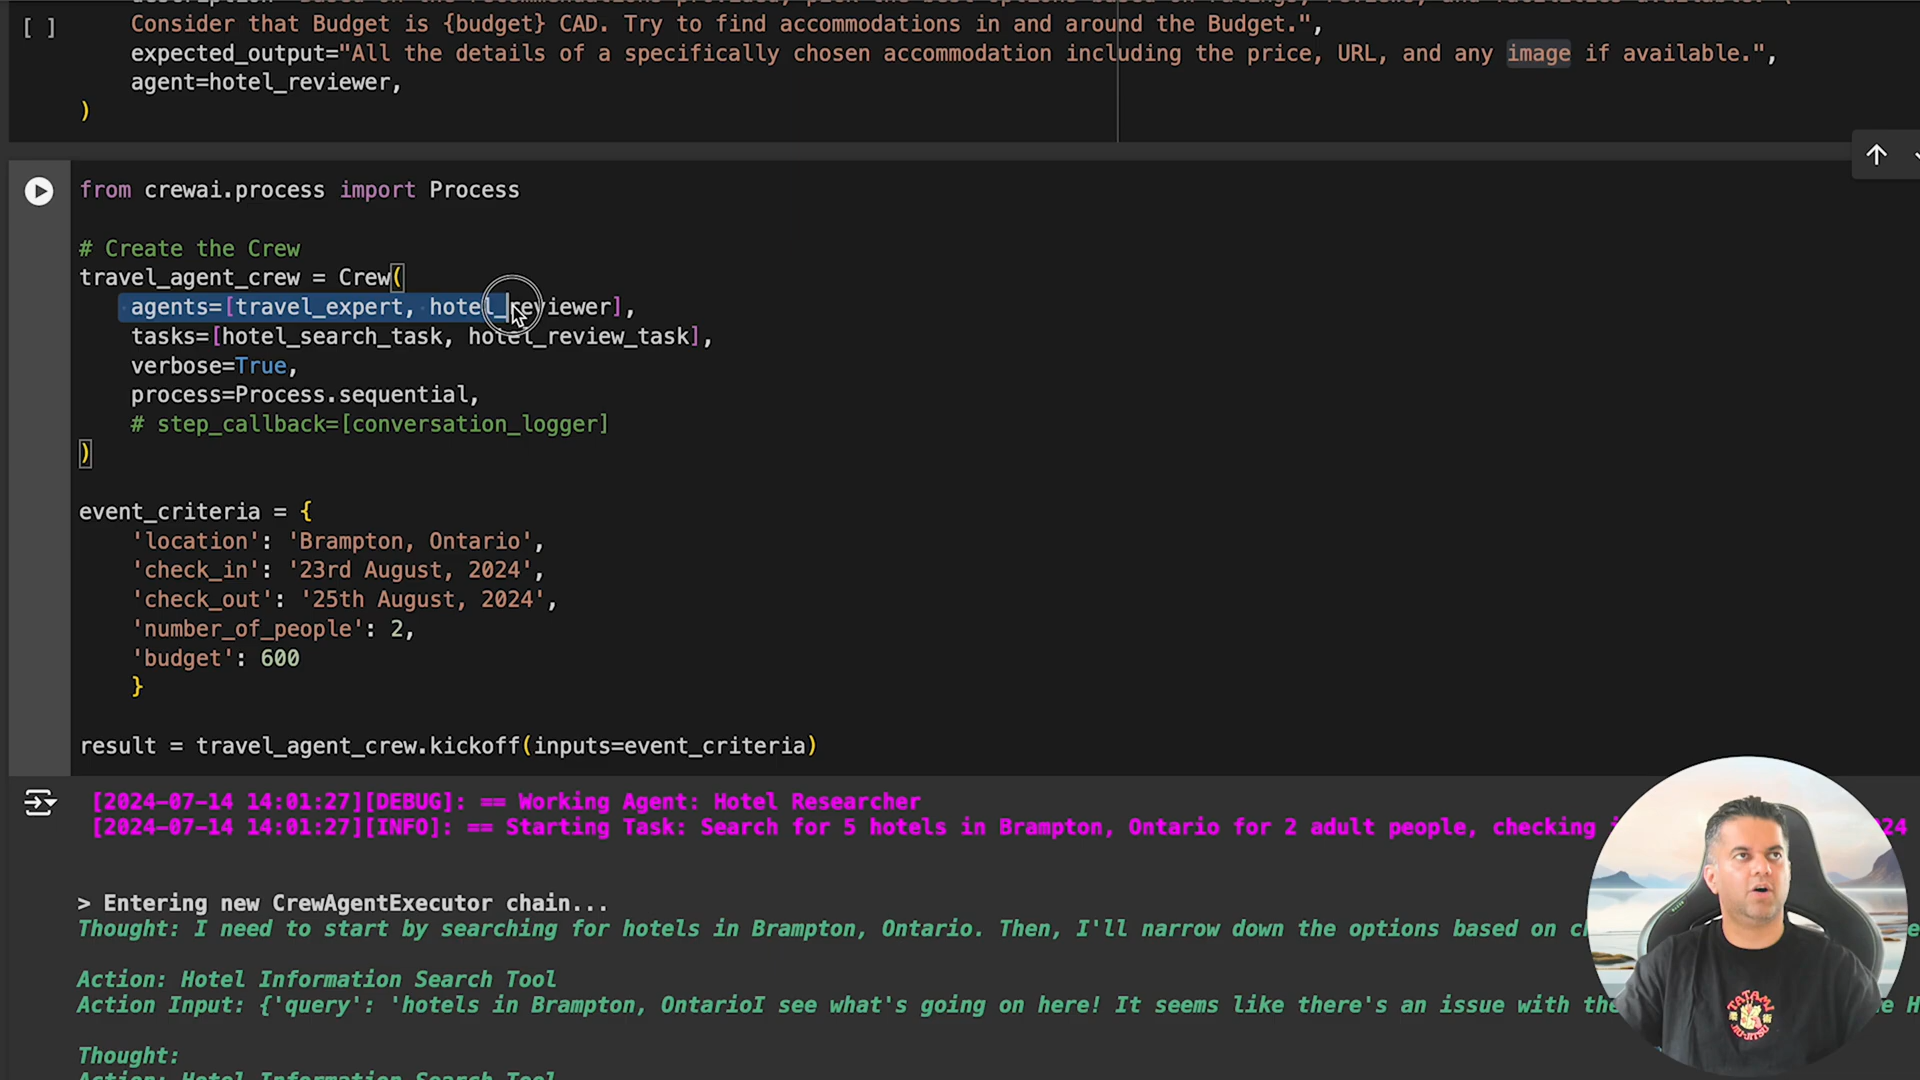 [ ]
Consider that Budget is {budget} CAD. Try to find accommodations in and around the Budget.",
expected_output="All the details of a specifically chosen accommodation including the price, URL, and any image if available.",
agent=hotel_reviewer,
)
from crewai.process import Process
# Create the Crew
travel_agent_crew = Crew(
agents=[travel_expert, hotel_reviewer],
tasks=[hotel_search_task, hotel_review_task],
verbose=True,
process=Process.sequential,
# step_callback=[conversation_logger]
)
event_criteria = {
'location': 'Brampton, Ontario',
'check_in': '23rd August, 2024',
'check_out': '25th August, 2024',
'number_of_people': 2,
'budget': 600
}
result = travel_agent_crew.kickoff(inputs=event_criteria)
[2024-07-14 14:01:27][DEBUG]: == Working Agent: Hotel Researcher
[2024-07-14 14:01:27][INFO]: == Starting Task: Search for 5 hotels in Brampton, Ontario for 2 adult people, checking
> Entering new CrewAgentExecutor chain...
Thought: I need to start by searching for hotels in Brampton, Ontario. Then, I'll narrow down the options based on
Action: Hotel Information Search Tool
Action Input: {'query': 'hotels in Brampton, OntarioI see what's going on here! It seems like there's an issue with the
Thought:
Action: Hotel Information Search Tool
TATAMI